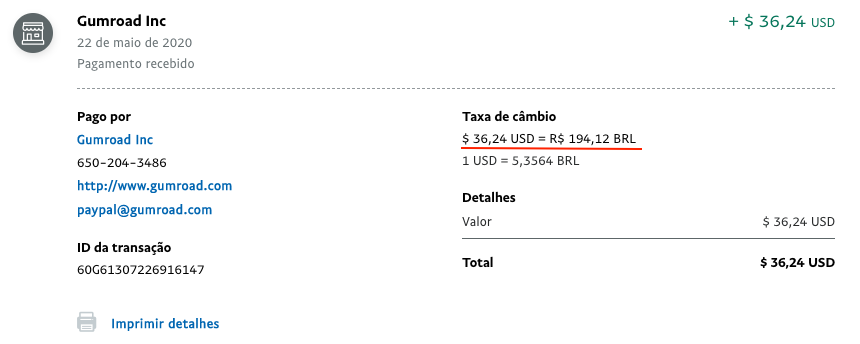 Gumroad Inc
+ $ 36,24 USD
22 de maio de 2020
Pagamento recebido
Pago por
Gumroad Inc
650-204-3486
http://www.gumroad.com
paypal@gumroad.com
ID da transação
60G61307226916147
Imprimir detalhes
Taxa de câmbio
$ 36,24 USD = R$ 194,12 BRL
1 USD = 5,3564 BRL
Detalhes
Valor $ 36,24 USD
Total $ 36,24 USD